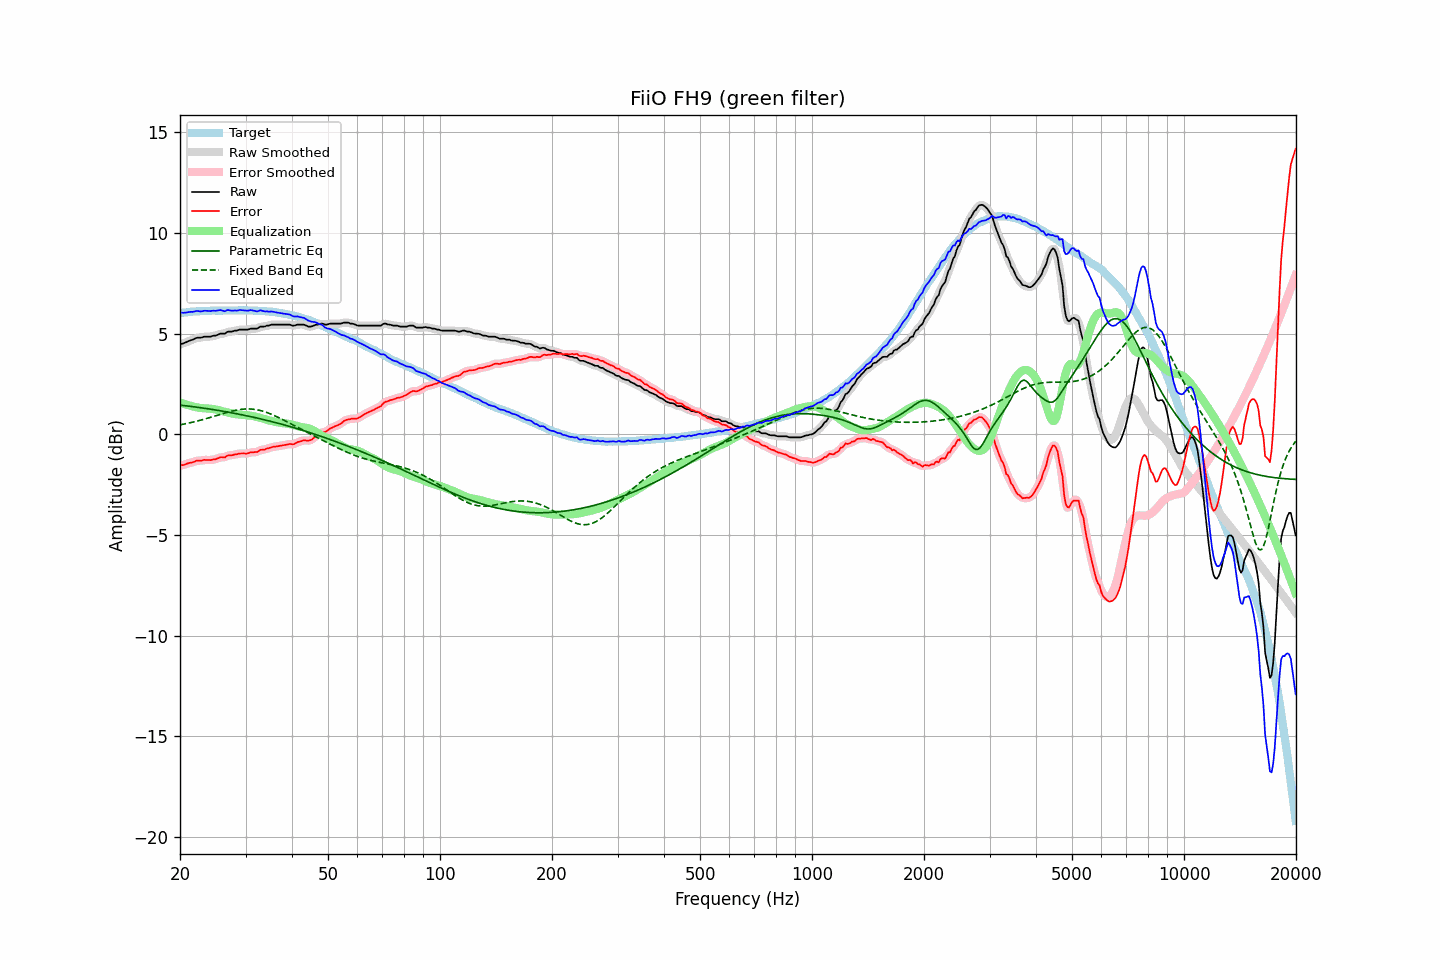 FiiO FH9 (green filter)
Target
Raw Smoothed
Error Smoothed
Raw
Error
Equalization
Parametric Eq
Fixed Band Eq
Equalized
Amplitude (dBr)
15
10
5
0
−5
−10
−15
−20
20
50
100
200
500
1000
2000
5000
10000
20000
Frequency (Hz)